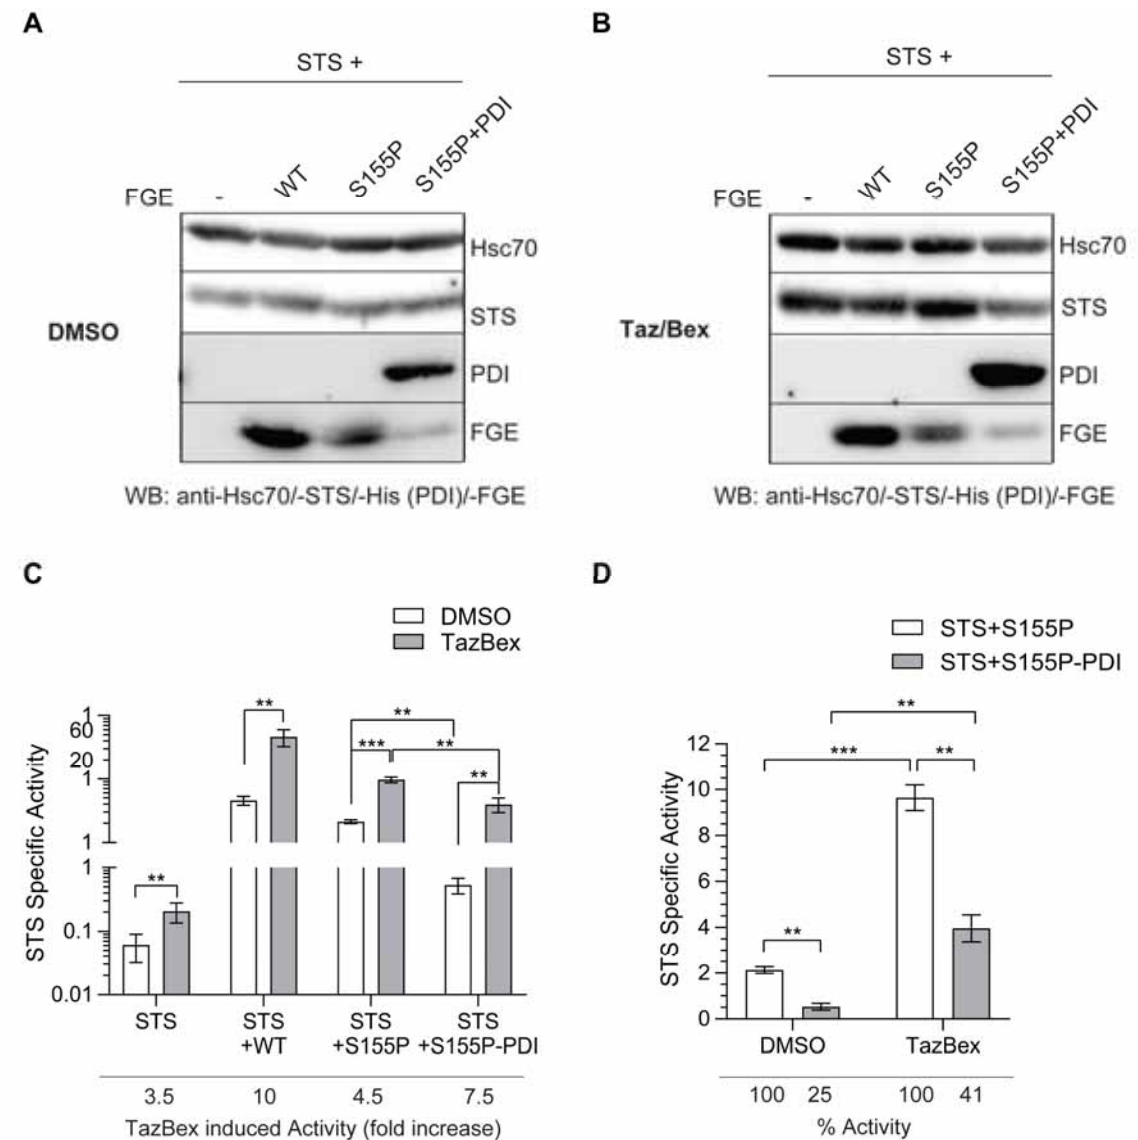 A
STS +
FGE - WT S155P S155P+PDI
Hsc70
STS
DMSO
PDI
FGE
WB: anti-Hsc70/-STS/-His (PDI)/-FGE
B
STS +
FGE - WT S155P S155P+PDI
Hsc70
STS
Taz/Bex
PDI
FGE
WB: anti-Hsc70/-STS/-His (PDI)/-FGE
C
DMSO
TazBex
STS Specific Activity
1
60
20
1
1
1
0.1
0.01
**
**
**
*** **
**
STS STS STS STS
+WT +S155P +S155P-PDI
3.5 10 4.5 7.5
TazBex induced Activity (fold increase)
D
STS+S155P
STS+S155P-PDI
STS Specific Activity
12
10
8
6
4
2
0
**
*** **
**
DMSO TazBex
100 25 100 41
% Activity